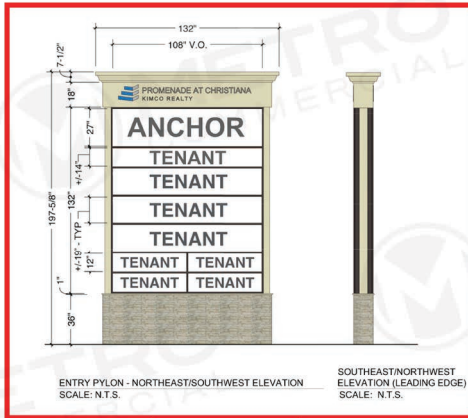 132"
108" V.O.
7-1/2"
18"
27"
+/-14"
132"
+/-19" - TYP
12"
1"
36"
197-5/8"
PROMENADE AT CHRISTIANA
KIMCO REALTY
ANCHOR
TENANT
TENANT
TENANT
TENANT
TENANT TENANT
TENANT TENANT
ENTRY PYLON - NORTHEAST/SOUTHWEST ELEVATION
SCALE: N.T.S.
SOUTHEAST/NORTHWEST
ELEVATION (LEADING EDGE)
SCALE: N.T.S.
METRO
COMMERCIAL